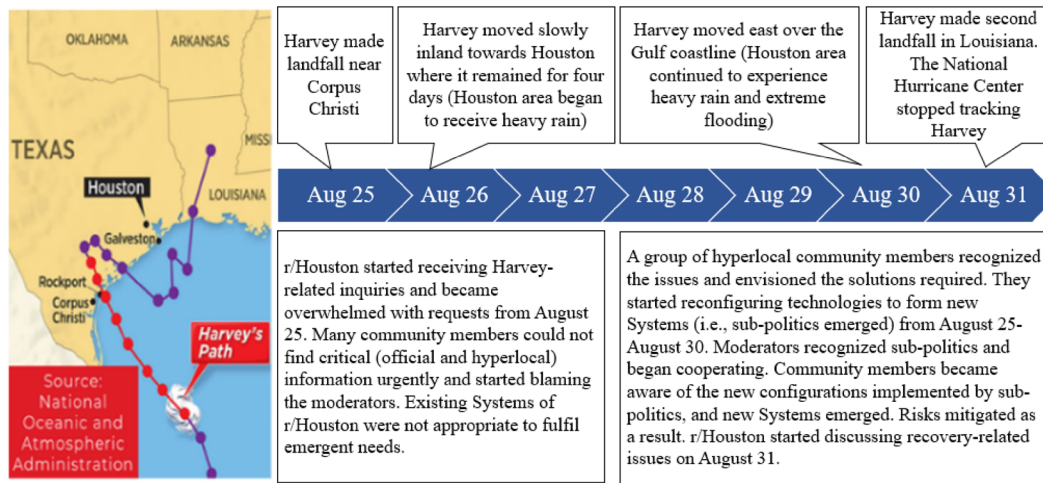 OKLAHOMA
ARKANSAS
MISSI
TEXAS
Houston
LOUISIANA
Galveston
Rockport
Corpus
Christi
Harvey's
Path
Source:
National
Oceanic and
Atmospheric
Administration
Harvey made
landfall near
Corpus
Christi
Harvey moved slowly
inland towards Houston
where it remained for four
days (Houston area began
to receive heavy rain)
Harvey moved east over the
Gulf coastline (Houston area
continued to experience
heavy rain and extreme
flooding)
Harvey made second
landfall in Louisiana.
The National
Hurricane Center
stopped tracking
Harvey
Aug 25
Aug 26
Aug 27
Aug 28
Aug 29
Aug 30
Aug 31
r/Houston started receiving Harvey-
related inquiries and became
overwhelmed with requests from August
25. Many community members could not
find critical (official and hyperlocal)
information urgently and started blaming
the moderators. Existing Systems of
r/Houston were not appropriate to fulfil
emergent needs.
A group of hyperlocal community members recognized
the issues and envisioned the solutions required. They
started reconfiguring technologies to form new
Systems (i.e., sub-politics emerged) from August 25-
August 30. Moderators recognized sub-politics and
began cooperating. Community members became
aware of the new configurations implemented by sub-
politics, and new Systems emerged. Risks mitigated as
a result. r/Houston started discussing recovery-related
issues on August 31.